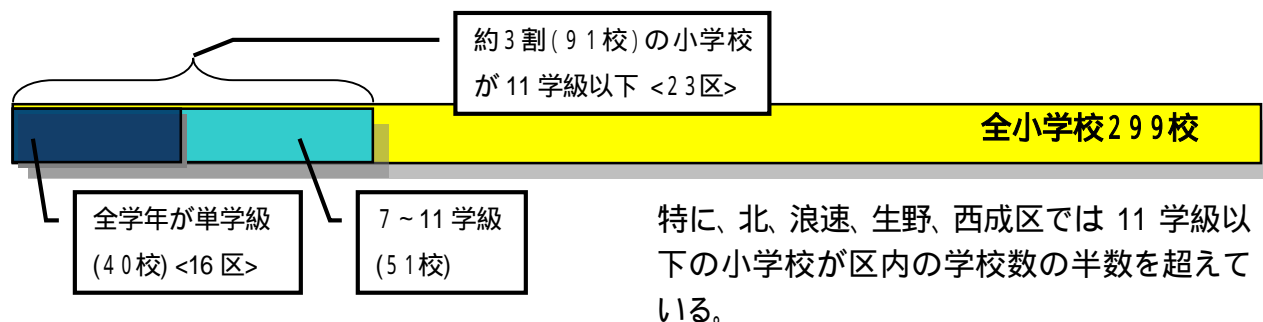 約3割(91校)の小学校
が 11 学級以下 <23区>
全小学校299校
全学年が単学級
(40校) <16 区>
7~11 学級
(51校)
特に、北、浪速、生野、西成区では 11 学級以
下の小学校が区内の学校数の半数を超えて
いる。